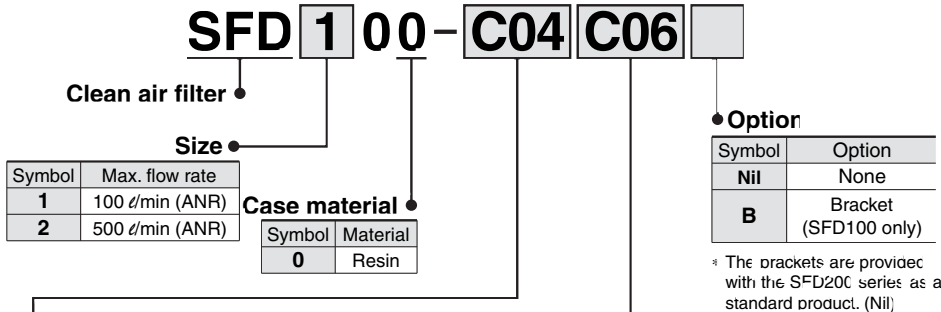 SFD 1 00-C04 C06
Clean air filter
Size
Symbol Max. flow rate
1 100 ℓ/min (ANR)
2 500 ℓ/min (ANR)
Case material
Symbol Material
0 Resin
Option
Symbol Option
Nil None
B Bracket
(SFD100 only)
* The brackets are provided
with the SFD200 series as a
standard product. (Nil)